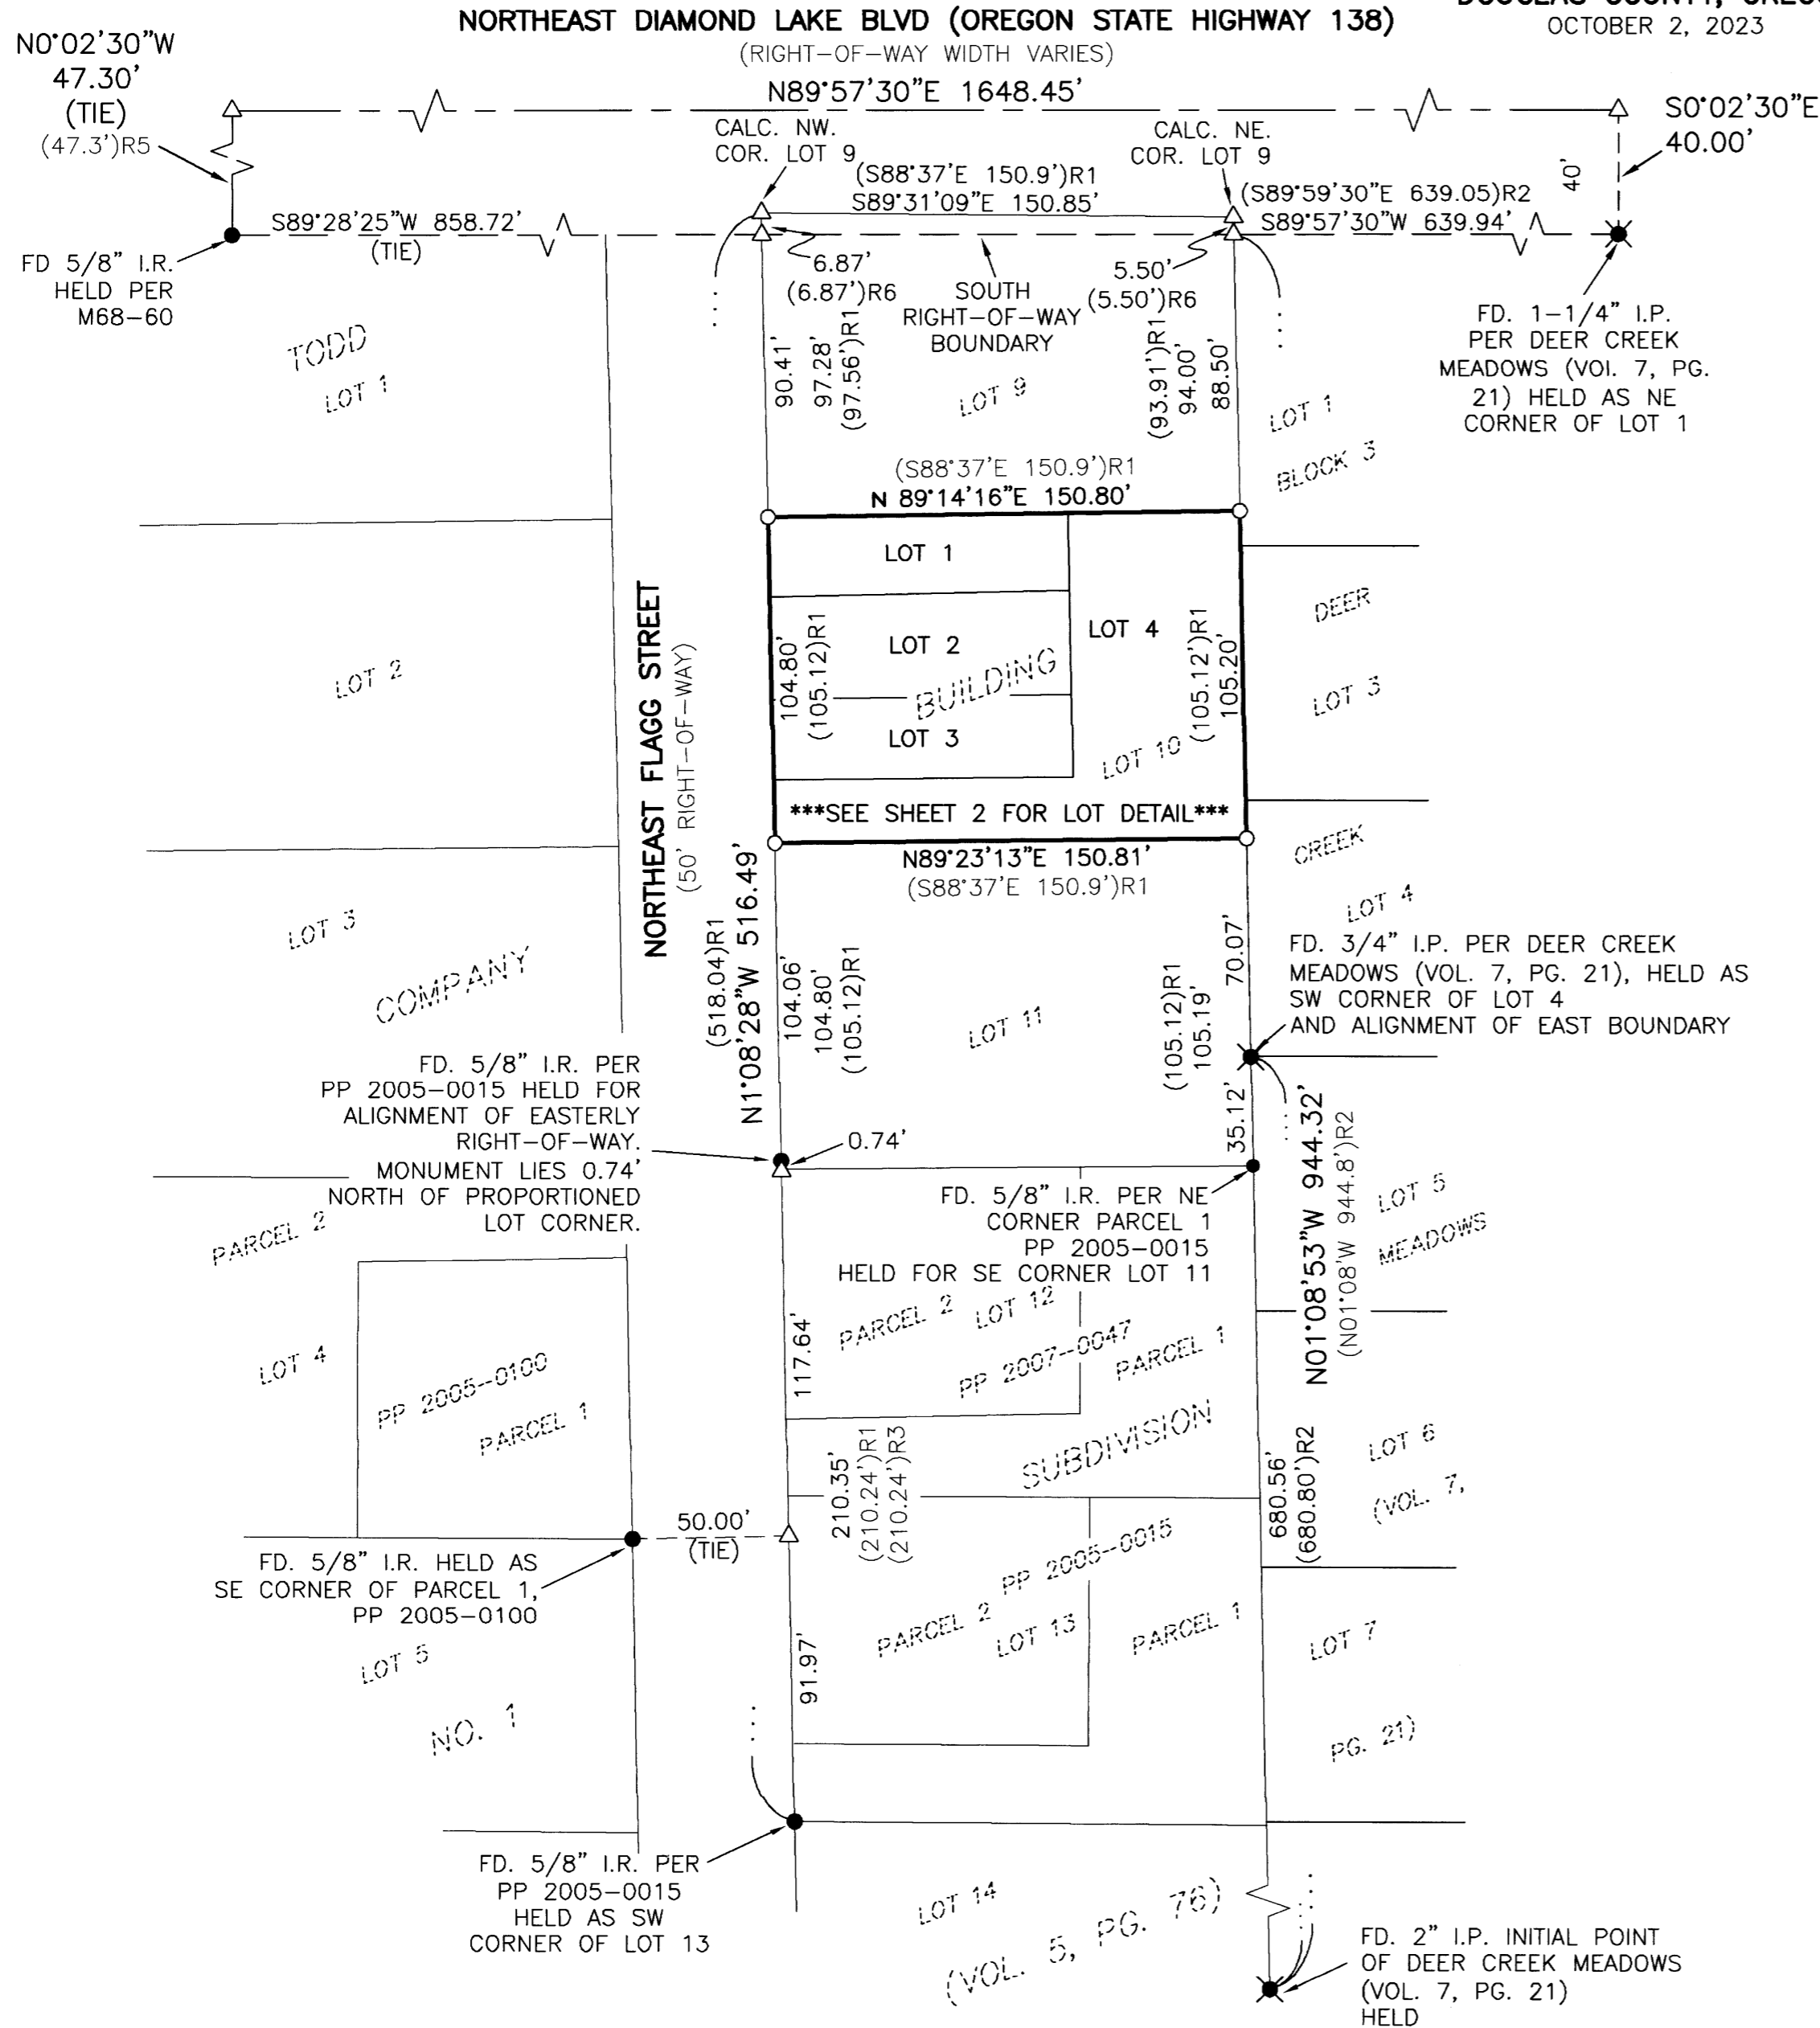 NORTHEAST DIAMOND LAKE BLVD (OREGON STATE HIGHWAY 138)
(RIGHT-OF-WAY WIDTH VARIES)
OCTOBER 2, 2023
N0°02'30"W
47.30'
(TIE)
(47.3')R5
N89°57'30"E 1648.45'
S0°02'30"E
40.00'
40'
CALC. NW.
COR. LOT 9
CALC. NE.
COR. LOT 9
(S88°37'E 150.9')R1
S89°31'09"E 150.85'
(S89°59'30"E 639.05)R2
S89°57'30"W 639.94'
S89°28'25"W 858.72'
(TIE)
FD 5/8" I.R.
HELD PER
M68-60
6.87'
(6.87')R6
SOUTH
RIGHT-OF-WAY
BOUNDARY
5.50'
(5.50')R6
FD. 1-1/4" I.P.
PER DEER CREEK
MEADOWS (VOl. 7, PG.
21) HELD AS NE
CORNER OF LOT 1
TODD
LOT 1
90.41'
97.28'
(97.56')R1
LOT 9
(93.91')R1
94.00'
88.50'
LOT 1
BLOCK 3
(S88°37'E 150.9')R1
N 89°14'16"E 150.80'
LOT 1
LOT 2
LOT 3
LOT 4
BUILDING
LOT 10
104.80'
(105.12)R1
(105.12')R1
105.20'
DEER
LOT 3
LOT 2
NORTHEAST FLAGG STREET
(50' RIGHT-OF-WAY)
***SEE SHEET 2 FOR LOT DETAIL***
N89°23'13"E 150.81'
(S88°37'E 150.9')R1
CREEK
LOT 4
LOT 3
COMPANY
(518.04)R1
N1°08'28"W 516.49'
104.06'
104.80'
(105.12)R1
LOT 11
(105.12)R1
105.19'
70.07'
35.12'
FD. 3/4" I.P. PER DEER CREEK
MEADOWS (VOL. 7, PG. 21), HELD AS
SW CORNER OF LOT 4
AND ALIGNMENT OF EAST BOUNDARY
FD. 5/8" I.R. PER
PP 2005-0015 HELD FOR
ALIGNMENT OF EASTERLY
RIGHT-OF-WAY.
MONUMENT LIES 0.74'
NORTH OF PROPORTIONED
LOT CORNER.
0.74'
FD. 5/8" I.R. PER NE
CORNER PARCEL 1
PP 2005-0015
HELD FOR SE CORNER LOT 11
N01°08'53"W 944.32'
(N01°08'W 944.8')R2
LOT 5
MEADOWS
PARCEL 2
LOT 4
PP 2005-0100
PARCEL 1
117.64'
PARCEL 2
LOT 12
PP 2007-0047
PARCEL 1
SUBDIVISION
210.35'
(210.24')R1
(210.24')R3
680.56'
(680.80')R2
LOT 6
(VOL. 7,
50.00'
(TIE)
FD. 5/8" I.R. HELD AS
SE CORNER OF PARCEL 1,
PP 2005-0100
LOT 5
NO. 1
91.97'
PP 2005-0015
PARCEL 2
LOT 13
PARCEL 1
LOT 7
PG. 21)
FD. 5/8" I.R. PER
PP 2005-0015
HELD AS SW
CORNER OF LOT 13
LOT 14
(VOL. 5, PG. 76)
FD. 2" I.P. INITIAL POINT
OF DEER CREEK MEADOWS
(VOL. 7, PG. 21)
HELD